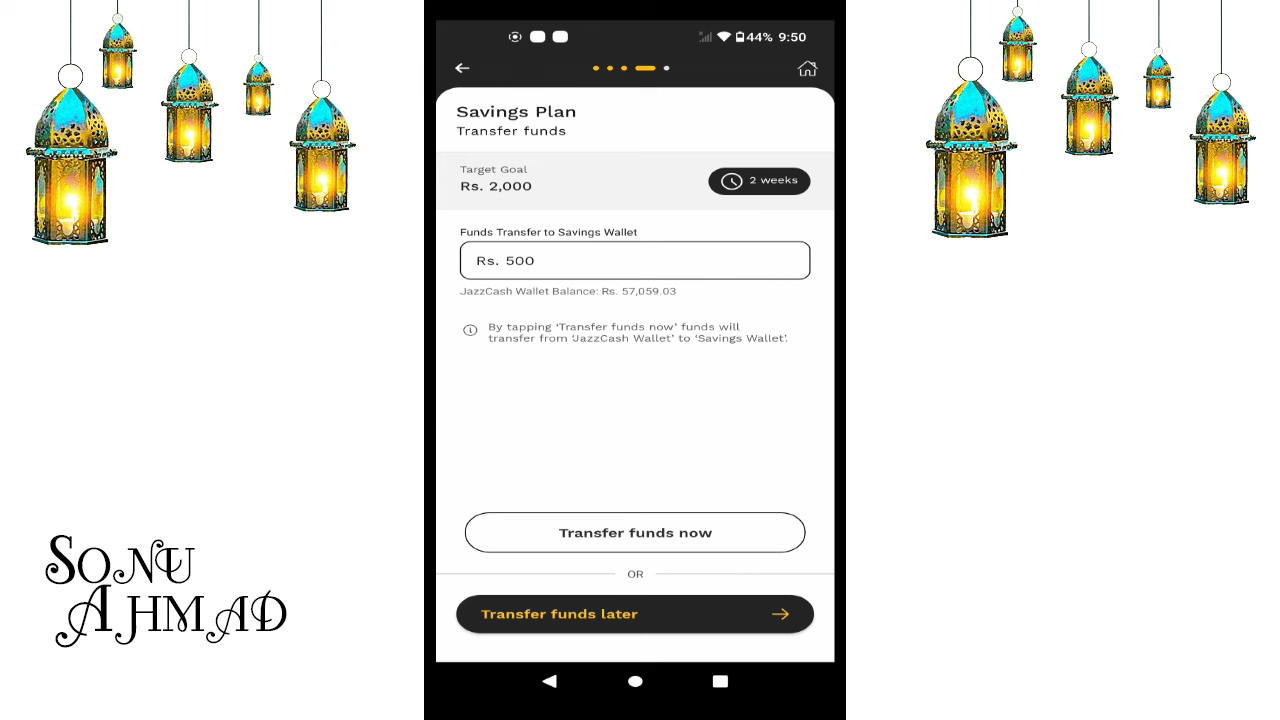 44% 9:50
Savings Plan
Transfer funds
Target Goal
Rs. 2,000
2 weeks
Funds Transfer to Savings Wallet
Rs. 500
JazzCash Wallet Balance: Rs. 57,059.03
By tapping ‘Transfer funds now’ funds will
transfer from ‘JazzCash Wallet’ to ‘Savings Wallet’.
Transfer funds now
OR
Transfer funds later
SONU
AHMAD